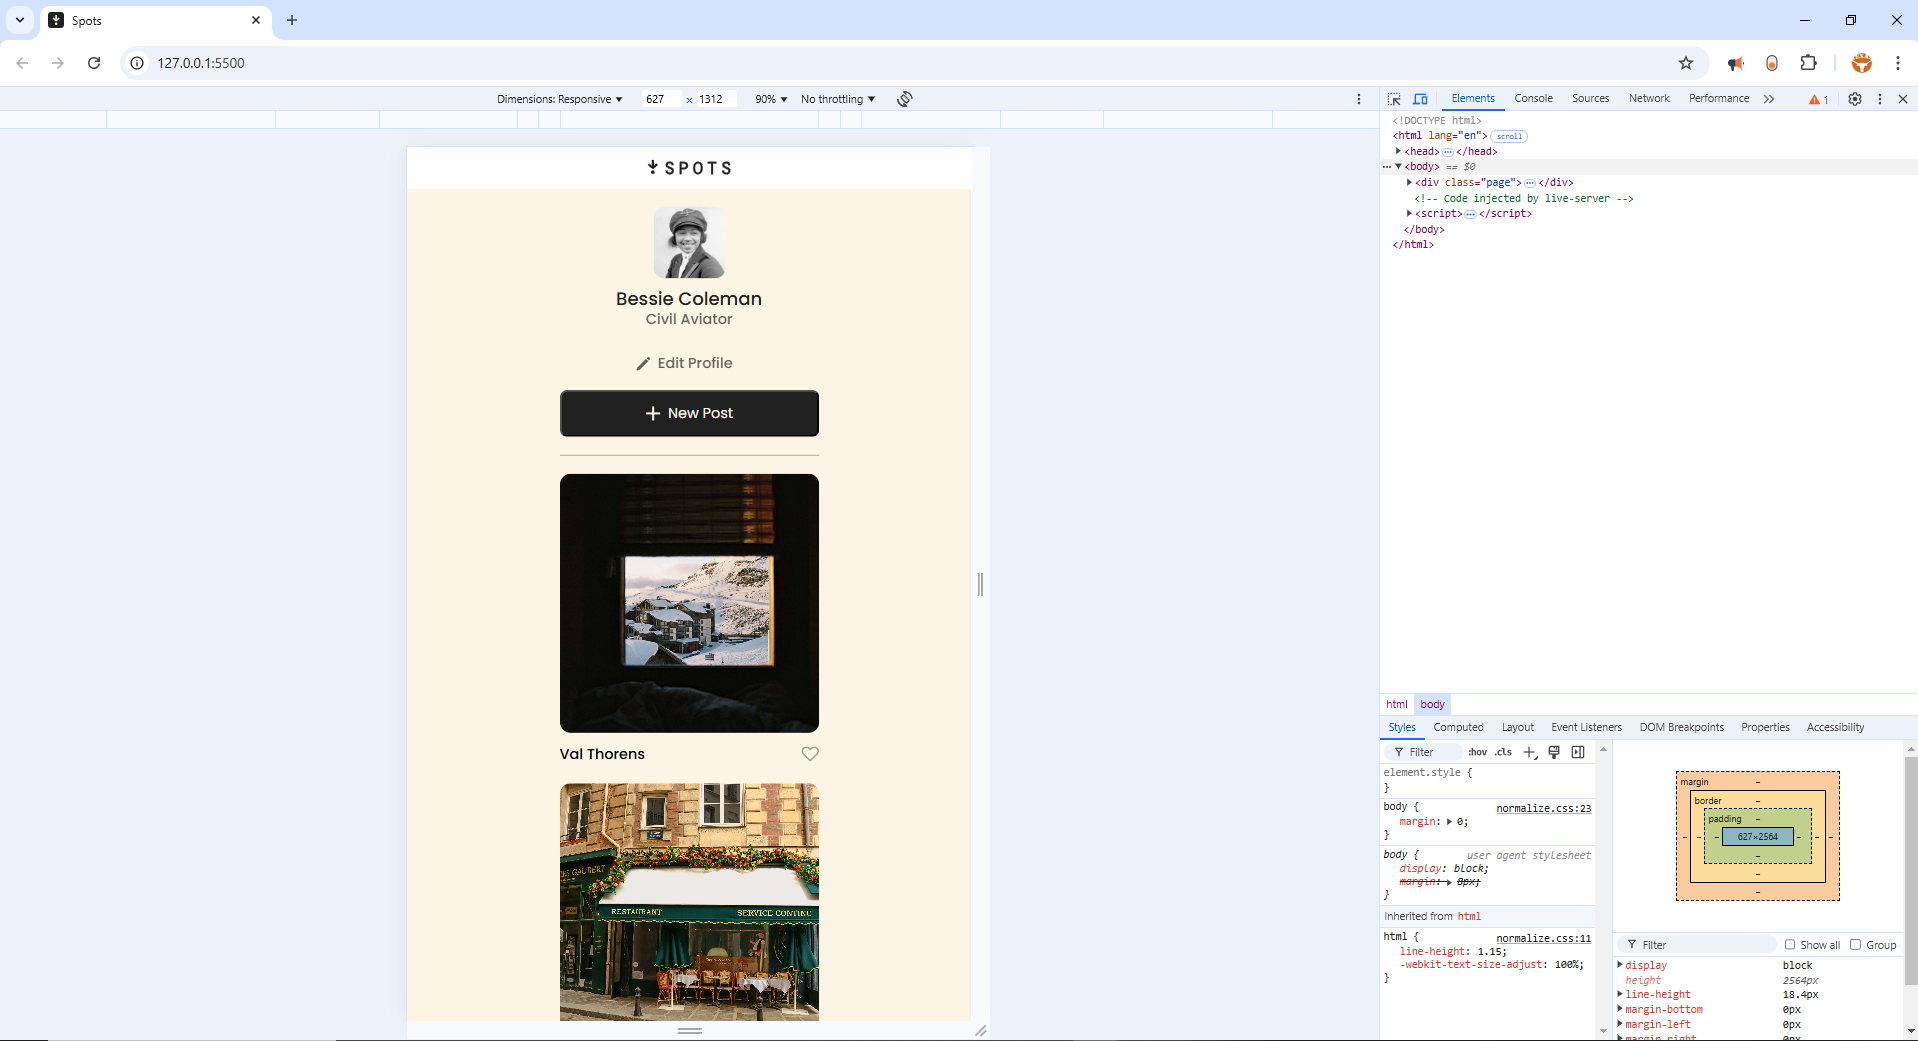 Spots
127.0.0.1:5500
Dimensions: Responsive 627 × 1312 90% No throttling
Elements Console Sources Network Performance 1
<!DOCTYPE html>
<html lang="en"> scroll
<head> ⋯ </head>
<body> == $0
<div class="page"> ⋯ </div>
<!-- Code injected by live-server -->
<script> ⋯ </script>
</body>
</html>
SPOTS
Bessie Coleman
Civil Aviator
Edit Profile
New Post
Val Thorens
RESTAURANT SERVICE CONTINU
html body
Styles Computed Layout Event Listeners DOM Breakpoints Properties Accessibility
Filter :hov .cls
element.style {
}
body { normalize.css:23
margin: 0;
}
body { user agent stylesheet
display: block;
margin: 8px;
}
Inherited from html
html { normalize.css:11
line-height: 1.15;
-webkit-text-size-adjust: 100%;
}
margin –
border –
padding –
– – – 627×2564 – – –
–
–
–
Filter Show all Group
display block
height 2564px
line-height 18.4px
margin-bottom 0px
margin-left 0px
margin-right 0px